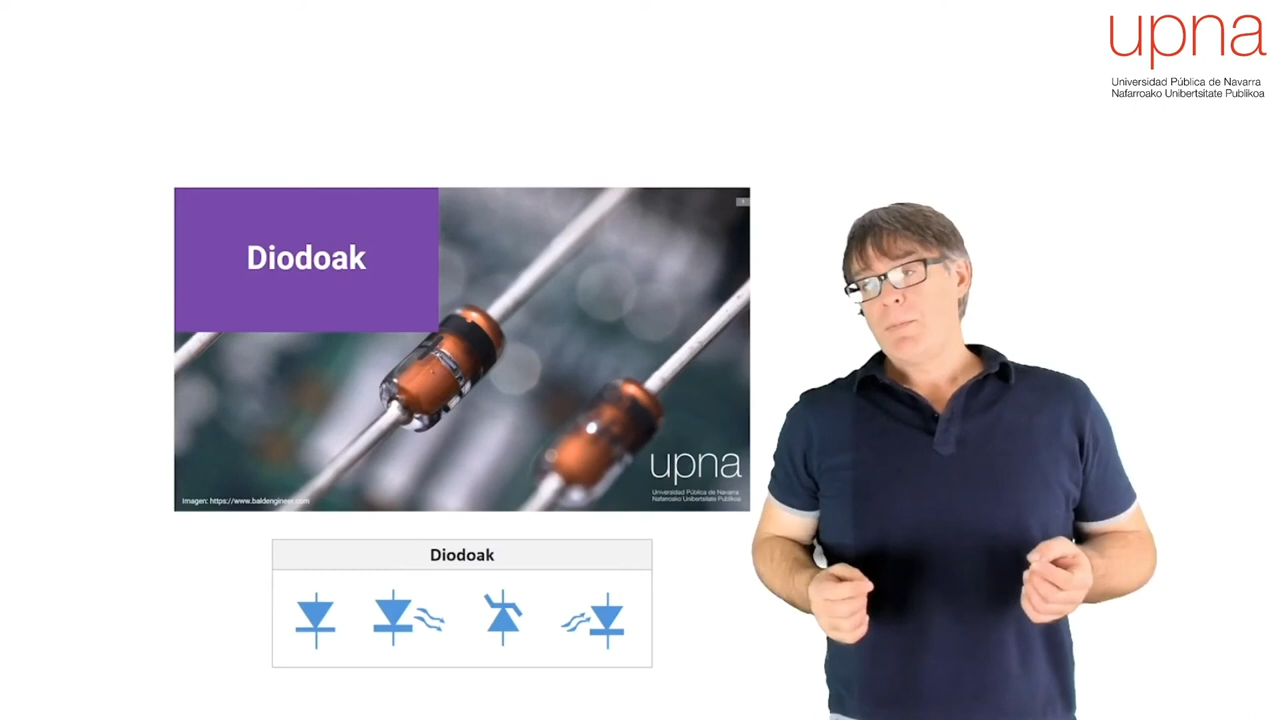 upna
Universidad Pública de Navarra
Nafarroako Unibertsitate Publikoa
Diodoak
Imagen: https://www.baldengineer.com
upna
Universidad Pública de Navarra
Nafarroako Unibertsitate Publikoa
Diodoak